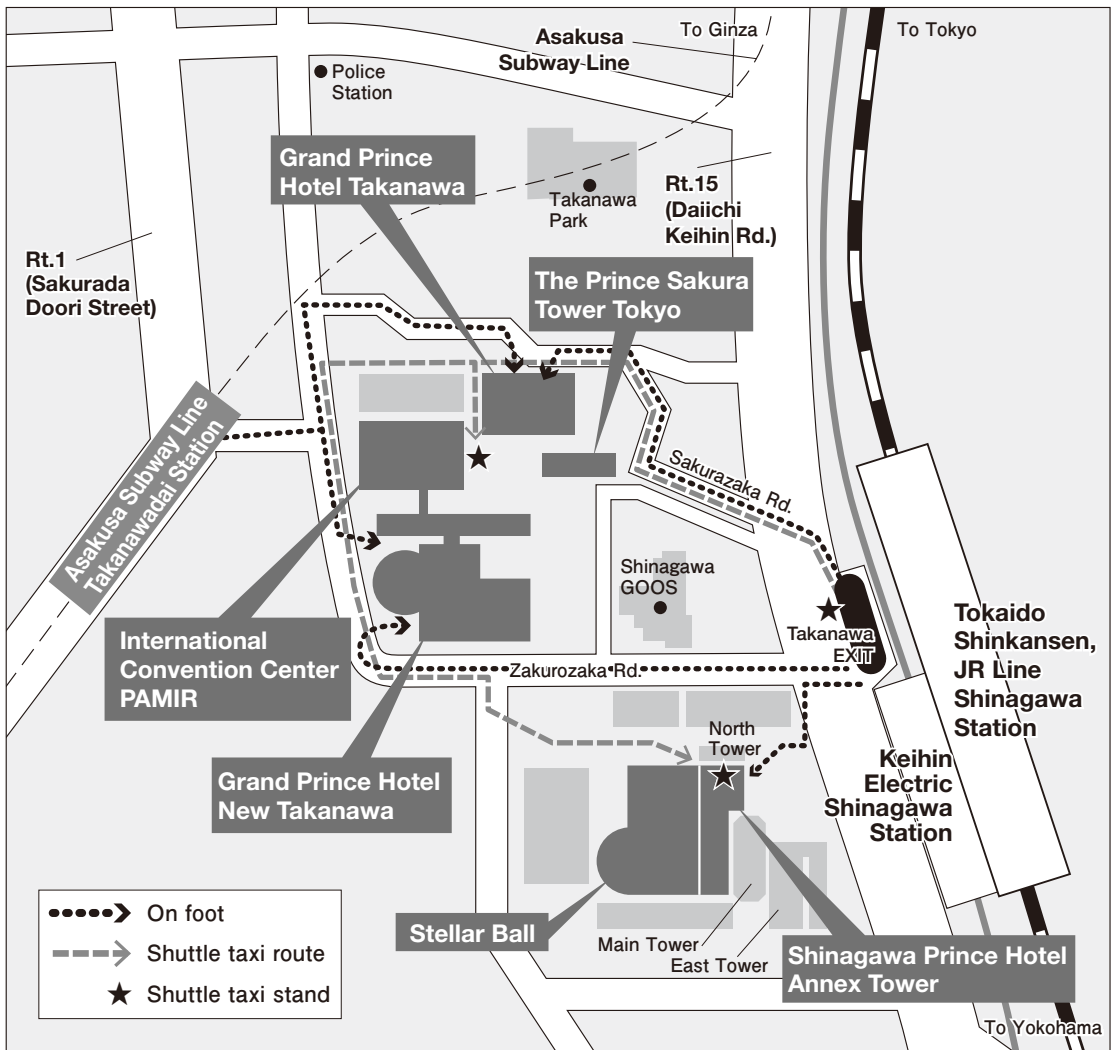 To Ginza
To Tokyo
Asakusa
Subway Line
Police
Station
Grand Prince
Hotel Takanawa
Takanawa
Park
Rt.15
(Daiichi
Keihin Rd.)
Rt.1
(Sakurada
Doori Street)
The Prince Sakura
Tower Tokyo
Asakusa Subway Line
Takanawadai Station
Sakurazaka Rd.
Shinagawa
GOOS
Takanawa
EXIT
Tokaido
Shinkansen,
JR Line
Shinagawa
Station
International
Convention Center
PAMIR
Zakurozaka Rd.
North
Tower
Keihin
Electric
Shinagawa
Station
Grand Prince Hotel
New Takanawa
On foot
Shuttle taxi route
Shuttle taxi stand
Stellar Ball
Main Tower
East Tower
Shinagawa Prince Hotel
Annex Tower
To Yokohama